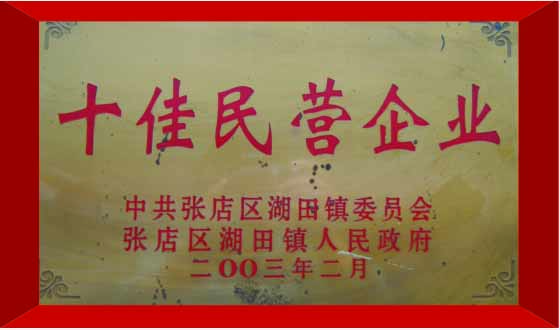 十佳民营企业
中共张店区湖田镇委员会
张店区湖田镇人民政府
二OO三年二月